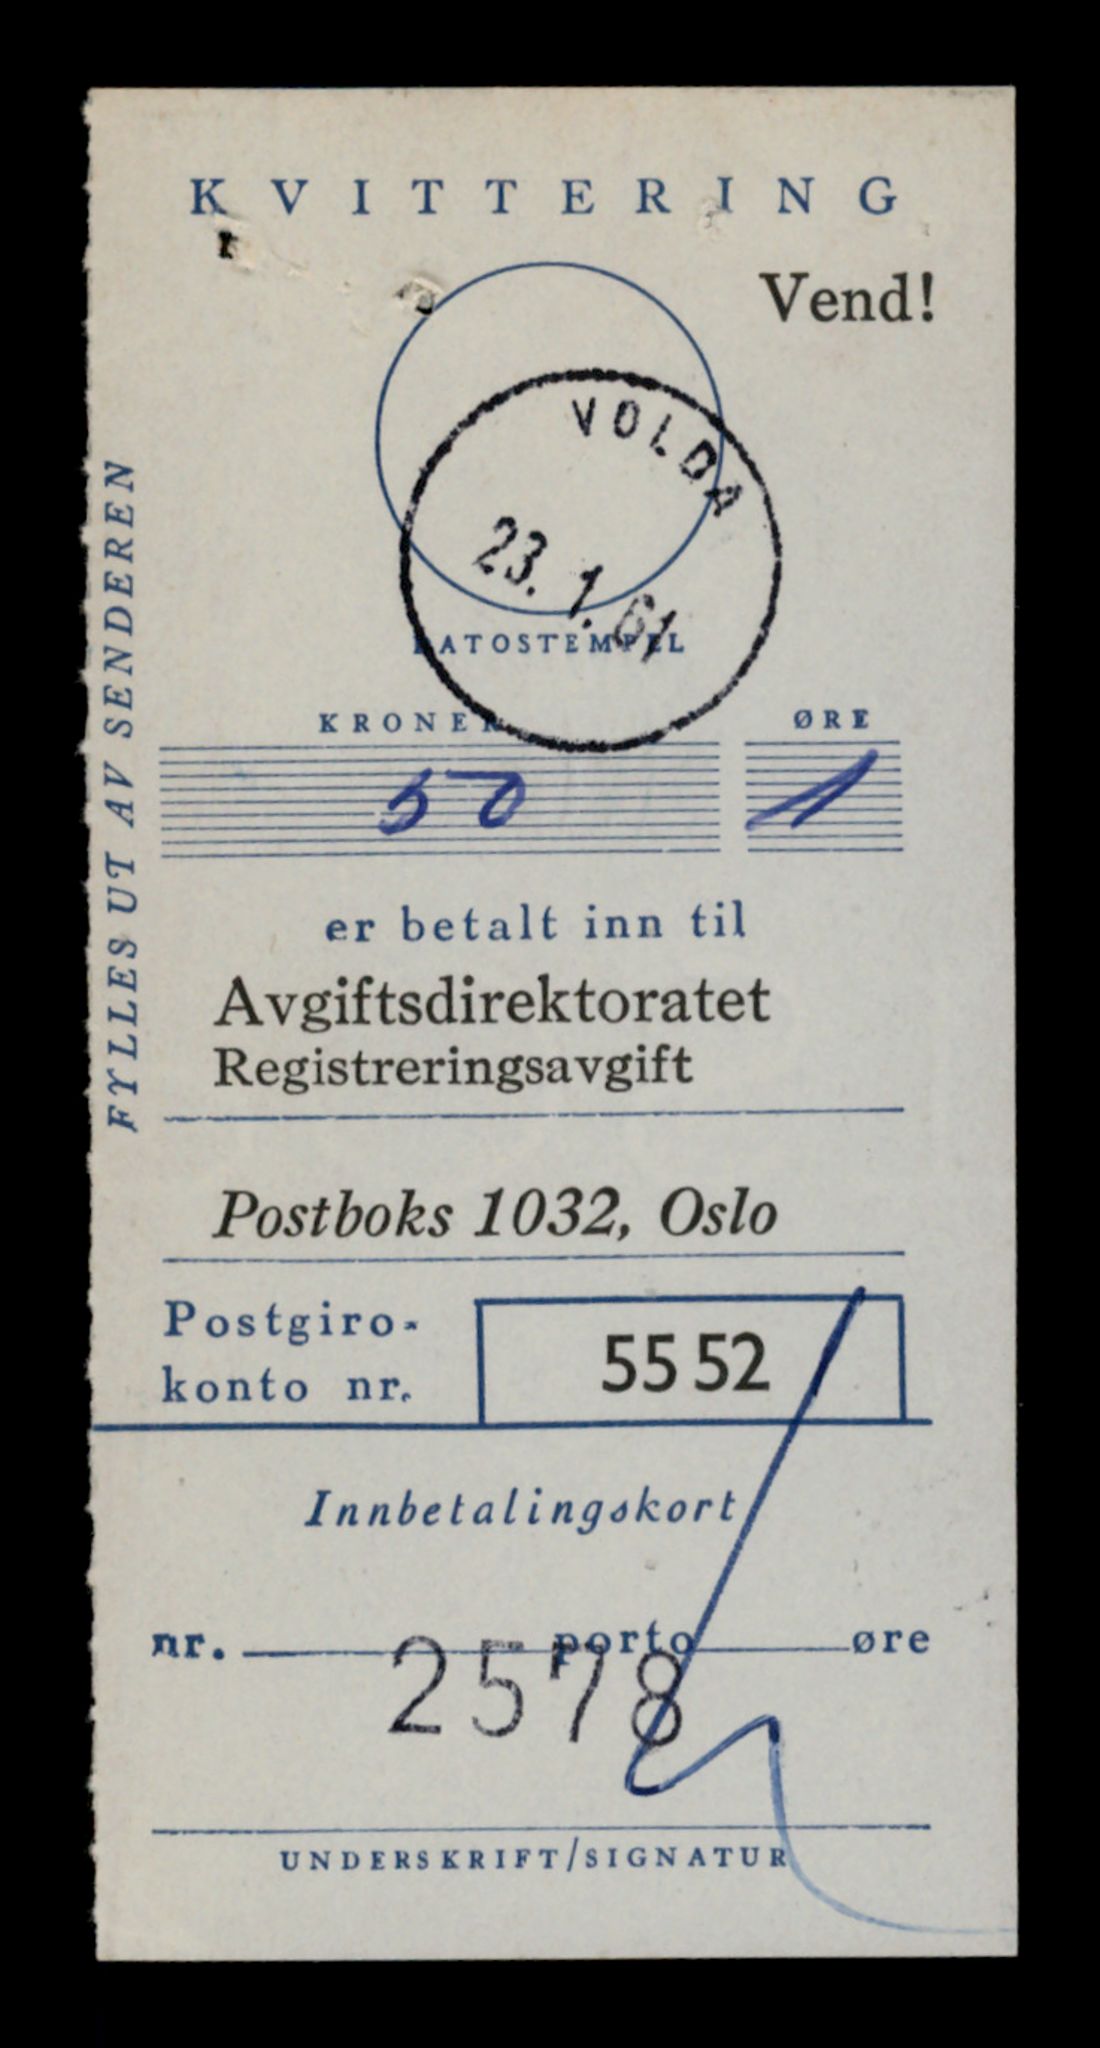 KVITTERING
Vend!
VOLDA
23. 1. 61
DATOSTEMPEL
FYLLES UT AV SENDEREN
KRONER ØRE
50
er betalt inn til
Avgiftsdirektoratet
Registreringsavgift
Postboks 1032, Oslo
Postgiro-
konto nr. 55 52
Innbetalingskort
nr. porto øre
2578
UNDERSKRIFT/SIGNATUR